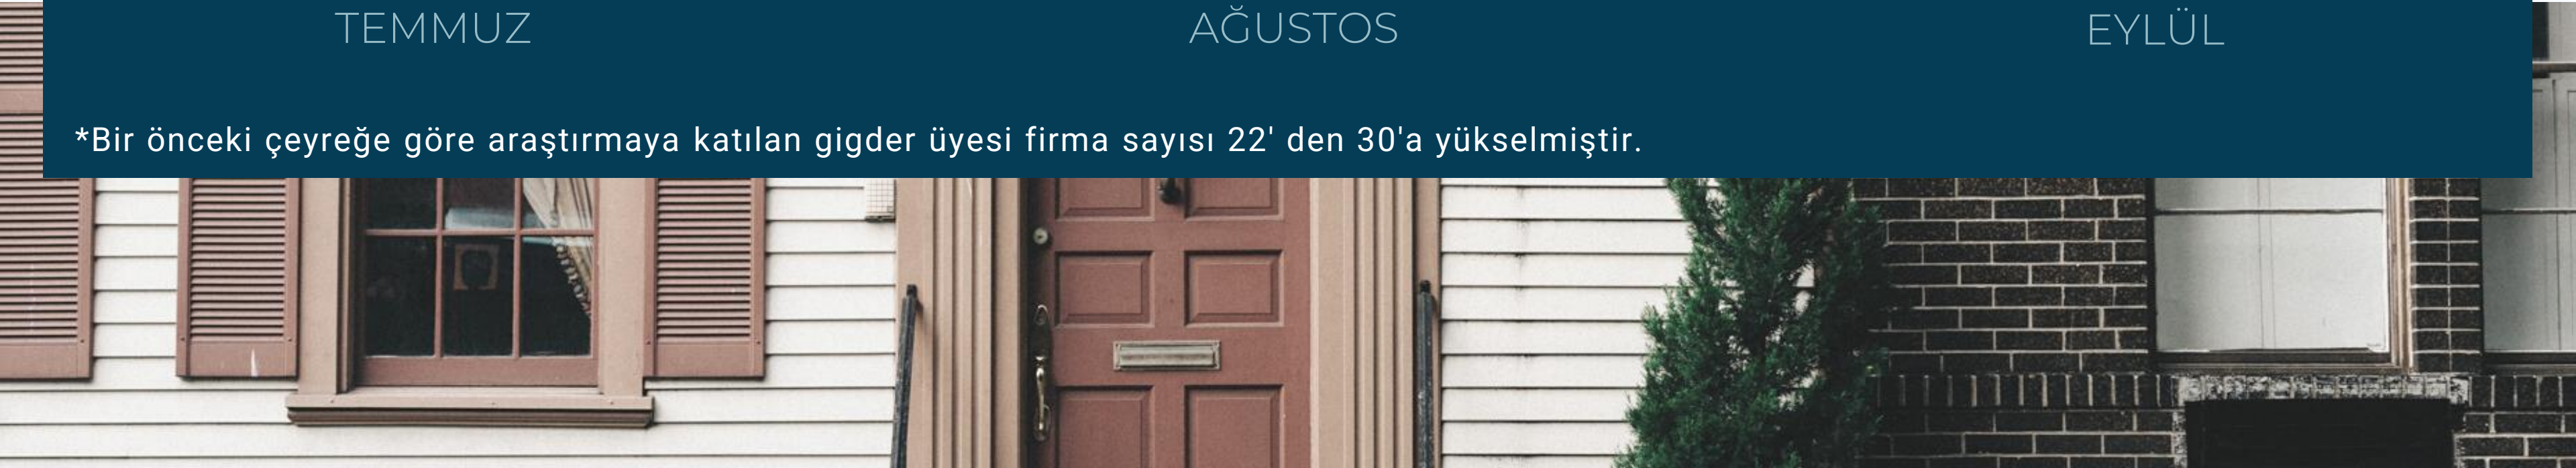 TEMMUZ AĞUSTOS EYLÜL
*Bir önceki çeyreğe göre araştırmaya katılan gigder üyesi firma sayısı 22' den 30'a yükselmiştir.